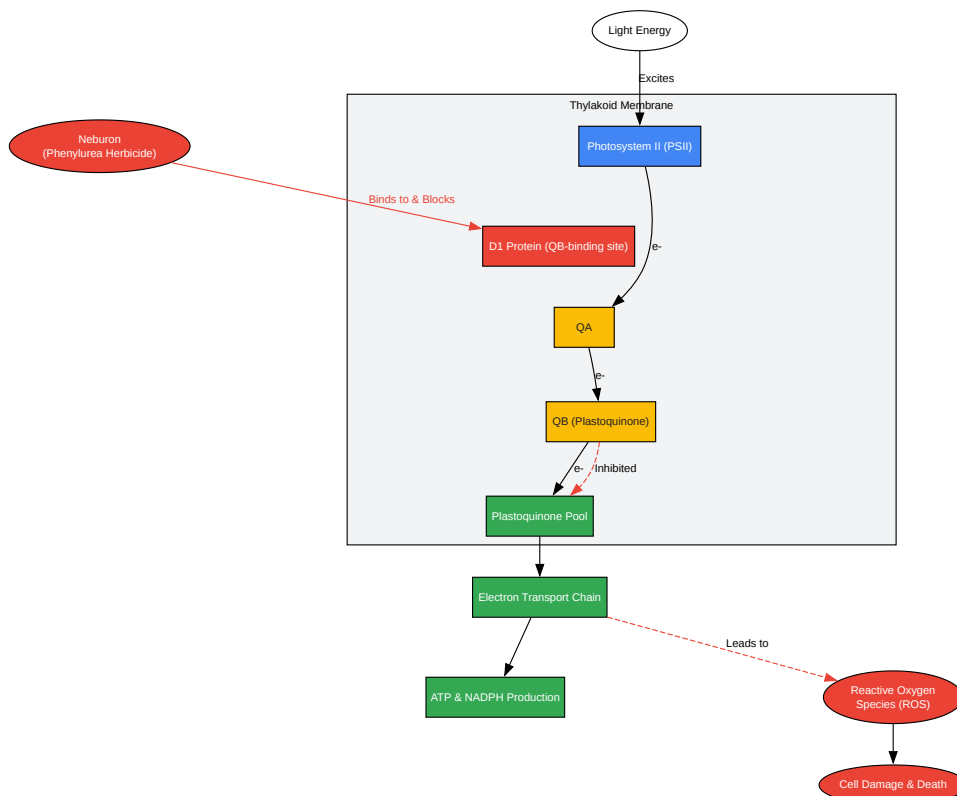 Light Energy
Excites
Thylakoid Membrane
Neburon
(Phenylurea Herbicide)
Photosystem II (PSII)
Binds to & Blocks
D1 Protein (QB-binding site)
e-
QA
e-
QB (Plastoquinone)
e-
Inhibited
Plastoquinone Pool
Electron Transport Chain
Leads to
ATP & NADPH Production
Reactive Oxygen
Species (ROS)
Cell Damage & Death